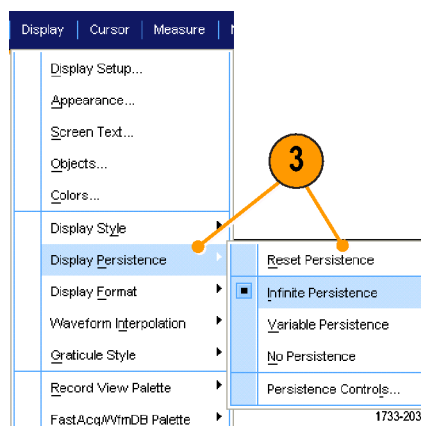 Display Cursor Measure
Display Setup...
Appearance...
Screen Text...
Objects...
Colors...
3
Display Style
Display Persistence
Reset Persistence
Display Format
Infinite Persistence
Waveform Interpolation
Variable Persistence
Graticule Style
No Persistence
Record View Palette
Persistence Controls...
FastAcq/WfmDB Palette
1733-203